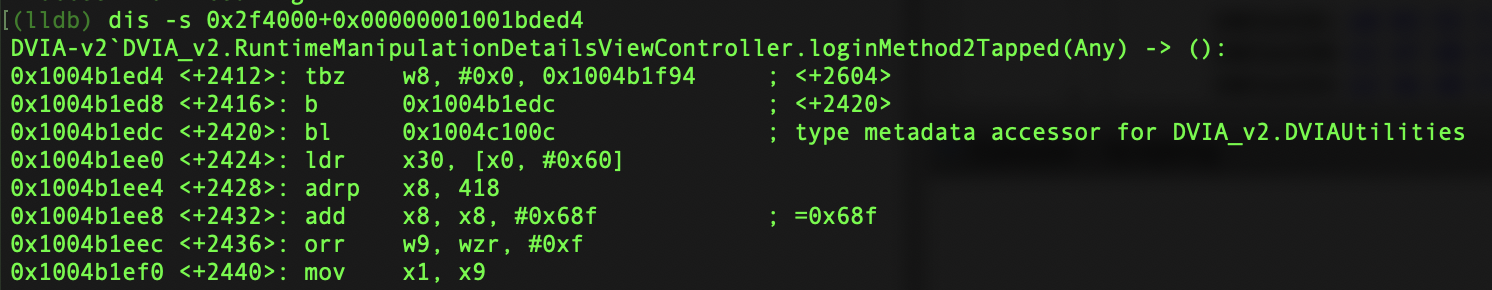 [(lldb) dis -s 0x2f4000+0x00000001001bded4
DVIA-v2`DVIA_v2.RuntimeManipulationDetailsViewController.loginMethod2Tapped(Any) -> ():
0x1004b1ed4 <+2412>: tbz    w8, #0x0, 0x1004b1f94     ; <+2604>
0x1004b1ed8 <+2416>: b      0x1004b1edc               ; <+2420>
0x1004b1edc <+2420>: bl     0x1004c100c               ; type metadata accessor for DVIA_v2.DVIAUtilities
0x1004b1ee0 <+2424>: ldr    x30, [x0, #0x60]
0x1004b1ee4 <+2428>: adrp   x8, 418
0x1004b1ee8 <+2432>: add    x8, x8, #0x68f            ; =0x68f
0x1004b1eec <+2436>: orr    w9, wzr, #0xf
0x1004b1ef0 <+2440>: mov    x1, x9